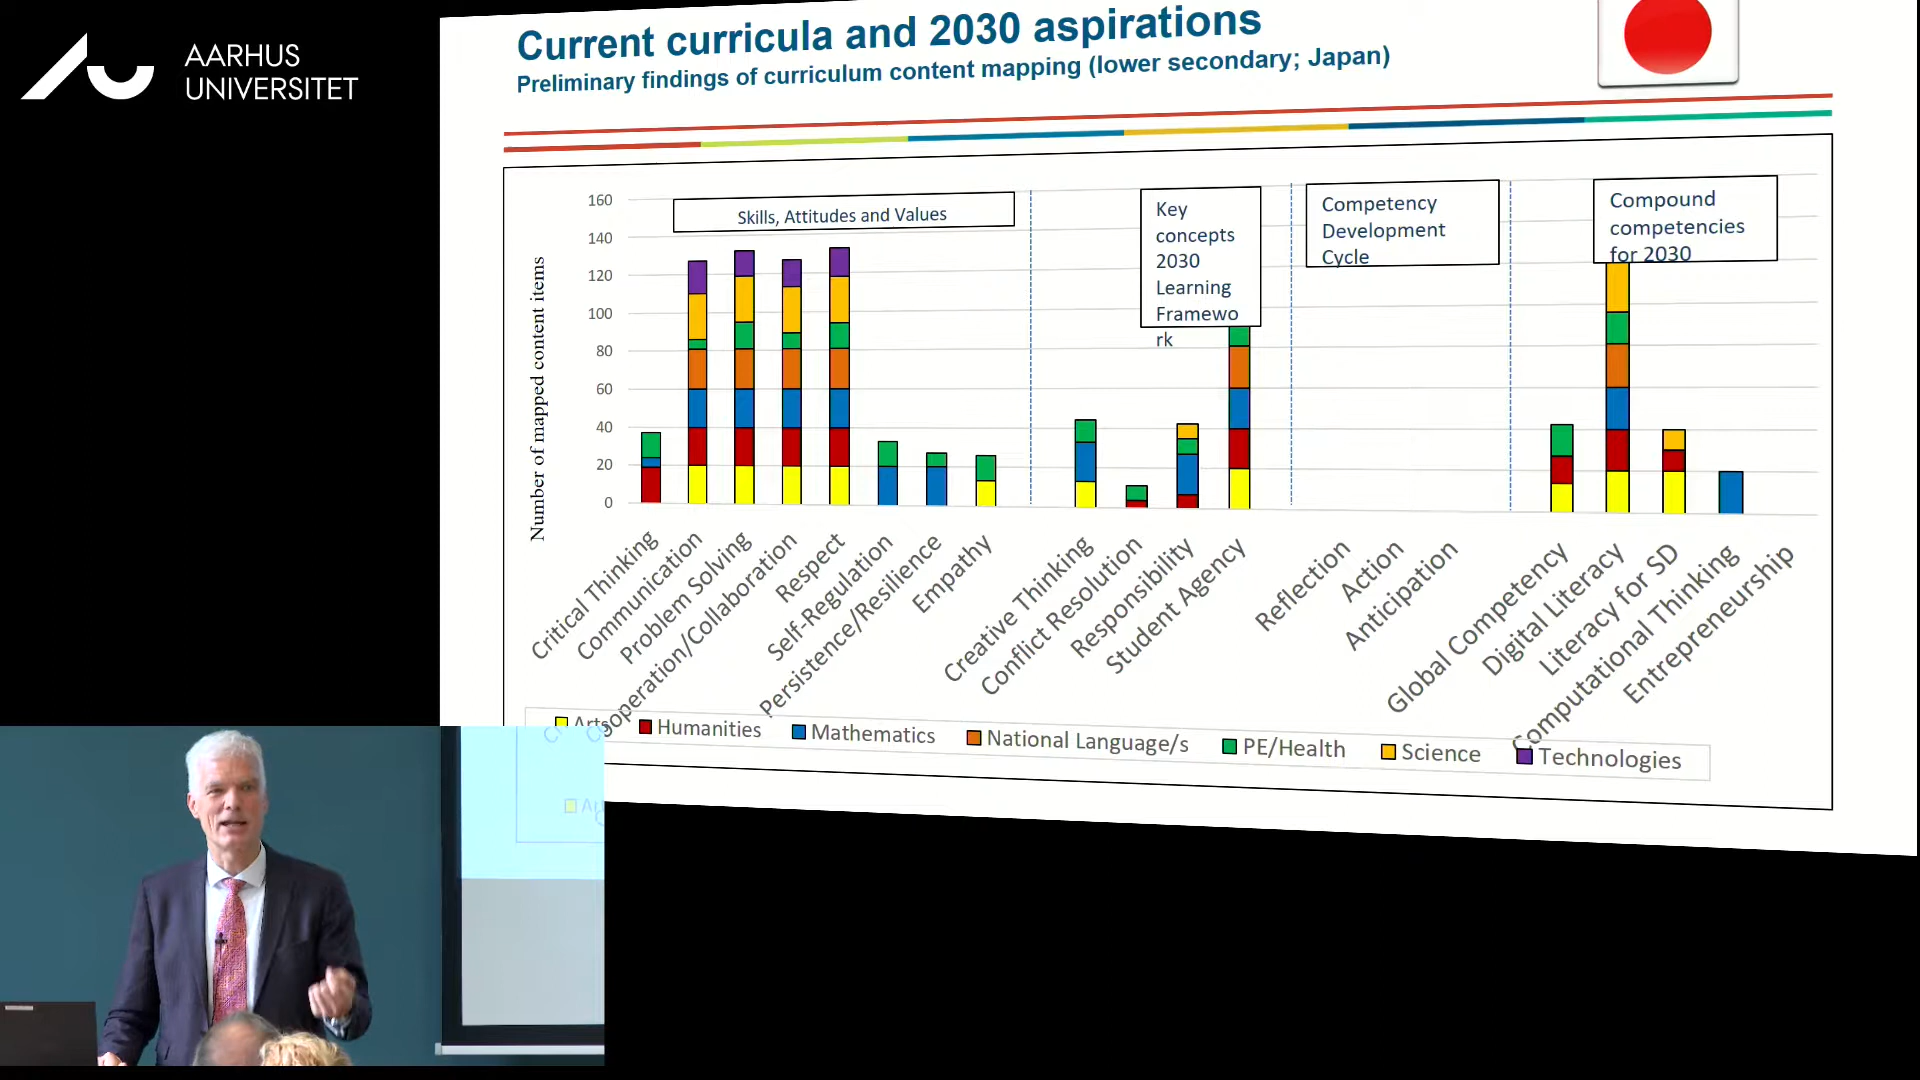 AARHUS
UNIVERSITET
Current curricula and 2030 aspirations
Preliminary findings of curriculum content mapping (lower secondary; Japan)
Number of mapped content items
160
140
120
100
80
60
40
20
0
Skills, Attitudes and Values
Key
concepts
2030
Learning
Framewo
rk
Competency
Development
Cycle
Compound
competencies
for 2030
Critical Thinking
Communication
Problem Solving
Cooperation/Collaboration
Respect
Self-Regulation
Persistence/Resilience
Empathy
Creative Thinking
Conflict Resolution
Responsibility
Student Agency
Reflection
Action
Anticipation
Global Competency
Digital Literacy
Literacy for SD
Computational Thinking
Entrepreneurship
Arts
Humanities
Mathematics
National Language/s
PE/Health
Science
Technologies